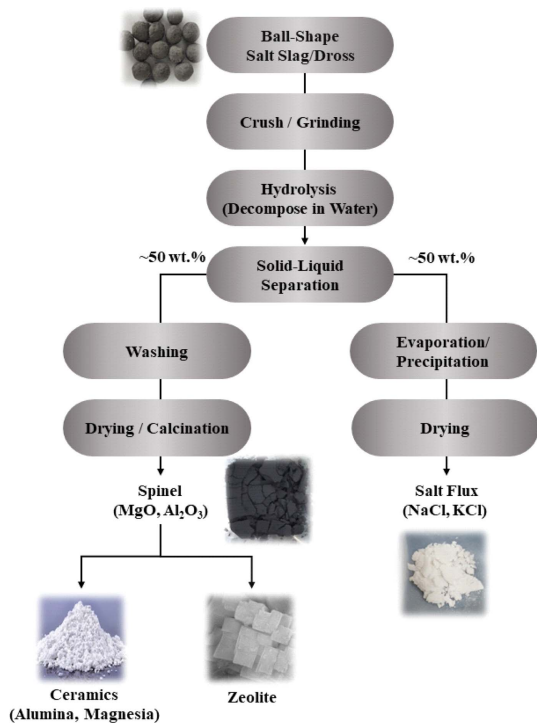 Ball-Shape
Salt Slag/Dross
Crush / Grinding
Hydrolysis
(Decompose in Water)
~50 wt.%
Solid-Liquid
Separation
~50 wt.%
Washing
Evaporation/
Precipitation
Drying / Calcination
Drying
Spinel
(MgO, Al₂O₃)
Salt Flux
(NaCl, KCl)
Ceramics
(Alumina, Magnesia)
Zeolite